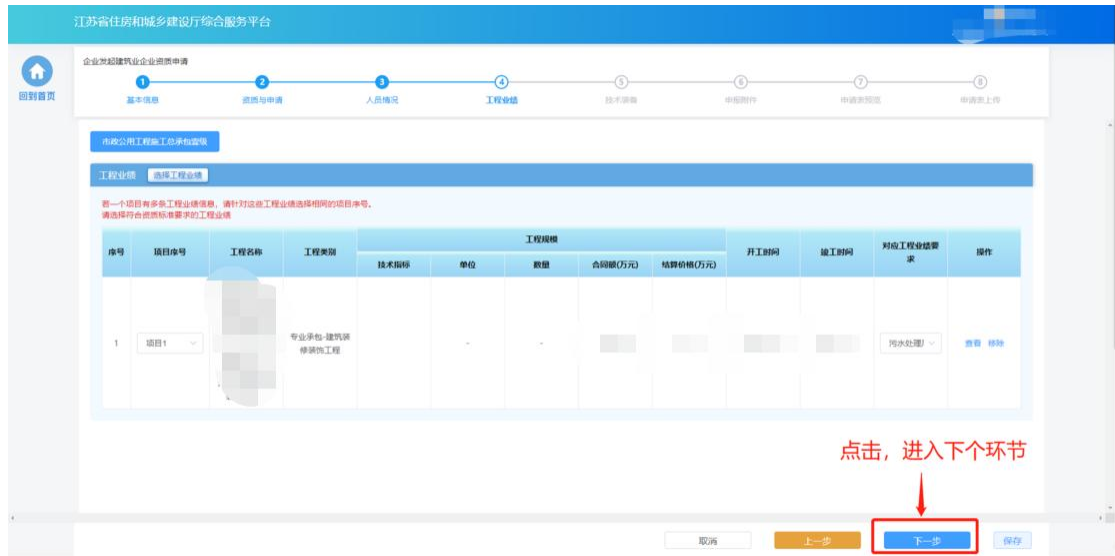 江苏省住房和城乡建设厅综合服务平台
回到首页
企业发起建筑业企业资质申请
1 2 3 4 5 6 7 8
基本信息 资质与申请 人员情况 工程业绩 技术装备 申报附件 申请表预览 申请表上传
市政公用工程施工总承包壹级
工程业绩 选择工程业绩
若一个项目有多条工程业绩信息，请针对这些工程业绩选择相同的项目序号。
请选择符合资质标准要求的工程业绩
序号 项目序号 工程名称 工程类别 工程规模 开工时间 竣工时间 对应工程业绩要求 操作
技术指标 单位 数量 合同额(万元) 结算价格(万元)
1 项目1 专业承包-建筑装修装饰工程 - - 污水处理 查看 移除
点击，进入下个环节
取消 上一步 下一步 保存